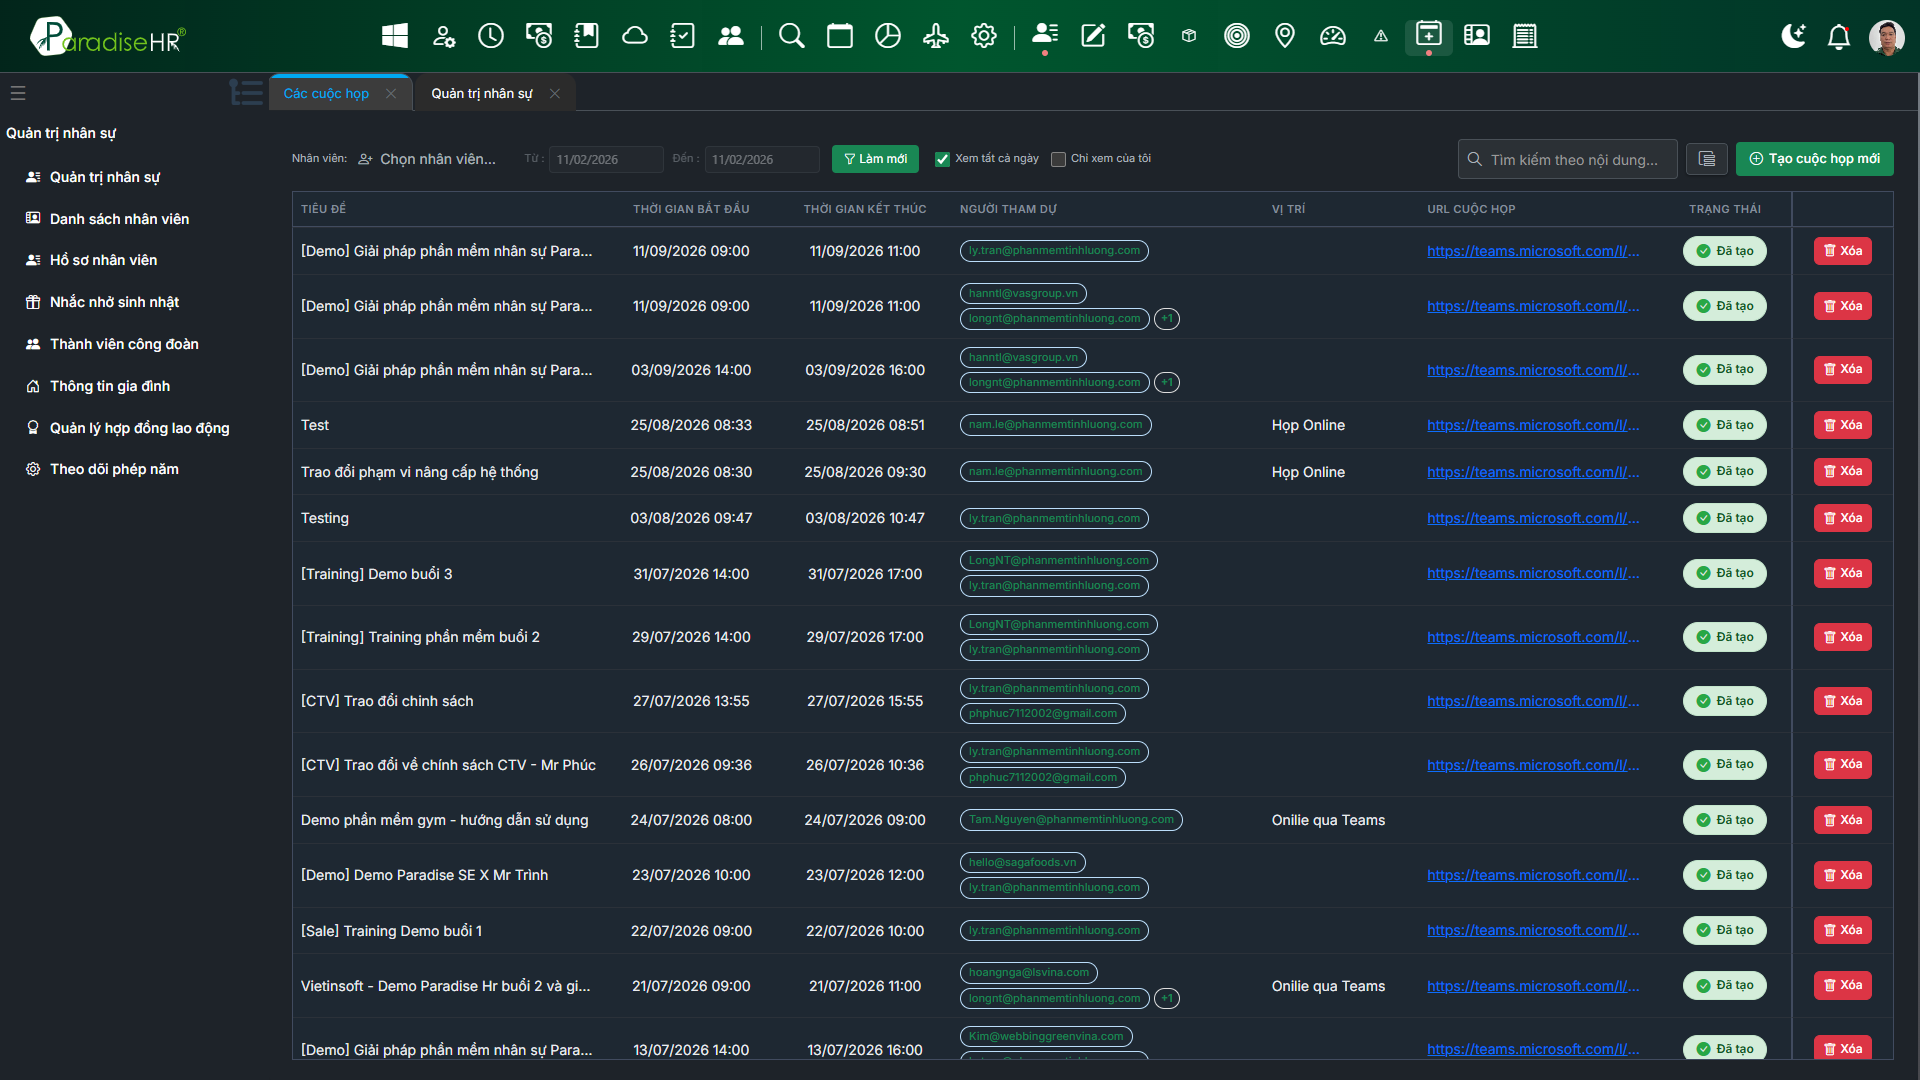 ParadiseHR®
Các cuộc họp
Quản trị nhân sự
Quản trị nhân sự
Quản trị nhân sự
Danh sách nhân viên
Hồ sơ nhân viên
Nhắc nhở sinh nhật
Thành viên công đoàn
Thông tin gia đình
Quản lý hợp đồng lao động
Theo dõi phép năm
Nhân viên: Chọn nhân viên... Từ : 11/02/2026 Đến : 11/02/2026 Làm mới Xem tất cả ngày Chỉ xem của tôi Tìm kiếm theo nội dung... Tạo cuộc họp mới
TIÊU ĐỀ THỜI GIAN BẮT ĐẦU THỜI GIAN KẾT THÚC NGƯỜI THAM DỰ VỊ TRÍ URL CUỘC HỌP TRẠNG THÁI
[Demo] Giải pháp phần mềm nhân sự Para... 11/09/2026 09:00 11/09/2026 11:00 ly.tran@phanmemtinhluong.com https://teams.microsoft.com/l/... Đã tạo Xóa
[Demo] Giải pháp phần mềm nhân sự Para... 11/09/2026 09:00 11/09/2026 11:00 hanntl@vasgroup.vn longnt@phanmemtinhluong.com +1 https://teams.microsoft.com/l/... Đã tạo Xóa
[Demo] Giải pháp phần mềm nhân sự Para... 03/09/2026 14:00 03/09/2026 16:00 hanntl@vasgroup.vn longnt@phanmemtinhluong.com +1 https://teams.microsoft.com/l/... Đã tạo Xóa
Test 25/08/2026 08:33 25/08/2026 08:51 nam.le@phanmemtinhluong.com Họp Online https://teams.microsoft.com/l/... Đã tạo Xóa
Trao đổi phạm vi nâng cấp hệ thống 25/08/2026 08:30 25/08/2026 09:30 nam.le@phanmemtinhluong.com Họp Online https://teams.microsoft.com/l/... Đã tạo Xóa
Testing 03/08/2026 09:47 03/08/2026 10:47 ly.tran@phanmemtinhluong.com https://teams.microsoft.com/l/... Đã tạo Xóa
[Training] Demo buổi 3 31/07/2026 14:00 31/07/2026 17:00 LongNT@phanmemtinhluong.com ly.tran@phanmemtinhluong.com https://teams.microsoft.com/l/... Đã tạo Xóa
[Training] Training phần mềm buổi 2 29/07/2026 14:00 29/07/2026 17:00 LongNT@phanmemtinhluong.com ly.tran@phanmemtinhluong.com https://teams.microsoft.com/l/... Đã tạo Xóa
[CTV] Trao đổi chinh sách 27/07/2026 13:55 27/07/2026 15:55 ly.tran@phanmemtinhluong.com phphuc7112002@gmail.com https://teams.microsoft.com/l/... Đã tạo Xóa
[CTV] Trao đổi về chính sách CTV - Mr Phúc 26/07/2026 09:36 26/07/2026 10:36 ly.tran@phanmemtinhluong.com phphuc7112002@gmail.com https://teams.microsoft.com/l/... Đã tạo Xóa
Demo phần mềm gym - hướng dẫn sử dụng 24/07/2026 08:00 24/07/2026 09:00 Tam.Nguyen@phanmemtinhluong.com Onilie qua Teams Đã tạo Xóa
[Demo] Demo Paradise SE X Mr Trình 23/07/2026 10:00 23/07/2026 12:00 hello@sagafoods.vn ly.tran@phanmemtinhluong.com https://teams.microsoft.com/l/... Đã tạo Xóa
[Sale] Training Demo buổi 1 22/07/2026 09:00 22/07/2026 10:00 ly.tran@phanmemtinhluong.com https://teams.microsoft.com/l/... Đã tạo Xóa
Vietinsoft - Demo Paradise Hr buổi 2 và gi... 21/07/2026 09:00 21/07/2026 11:00 hoangnga@lsvina.com longnt@phanmemtinhluong.com +1 Onilie qua Teams https://teams.microsoft.com/l/... Đã tạo Xóa
[Demo] Giải pháp phần mềm nhân sự Para... 13/07/2026 14:00 13/07/2026 16:00 Kim@webbinggreenvina.com https://teams.microsoft.com/l/... Đã tạo Xóa